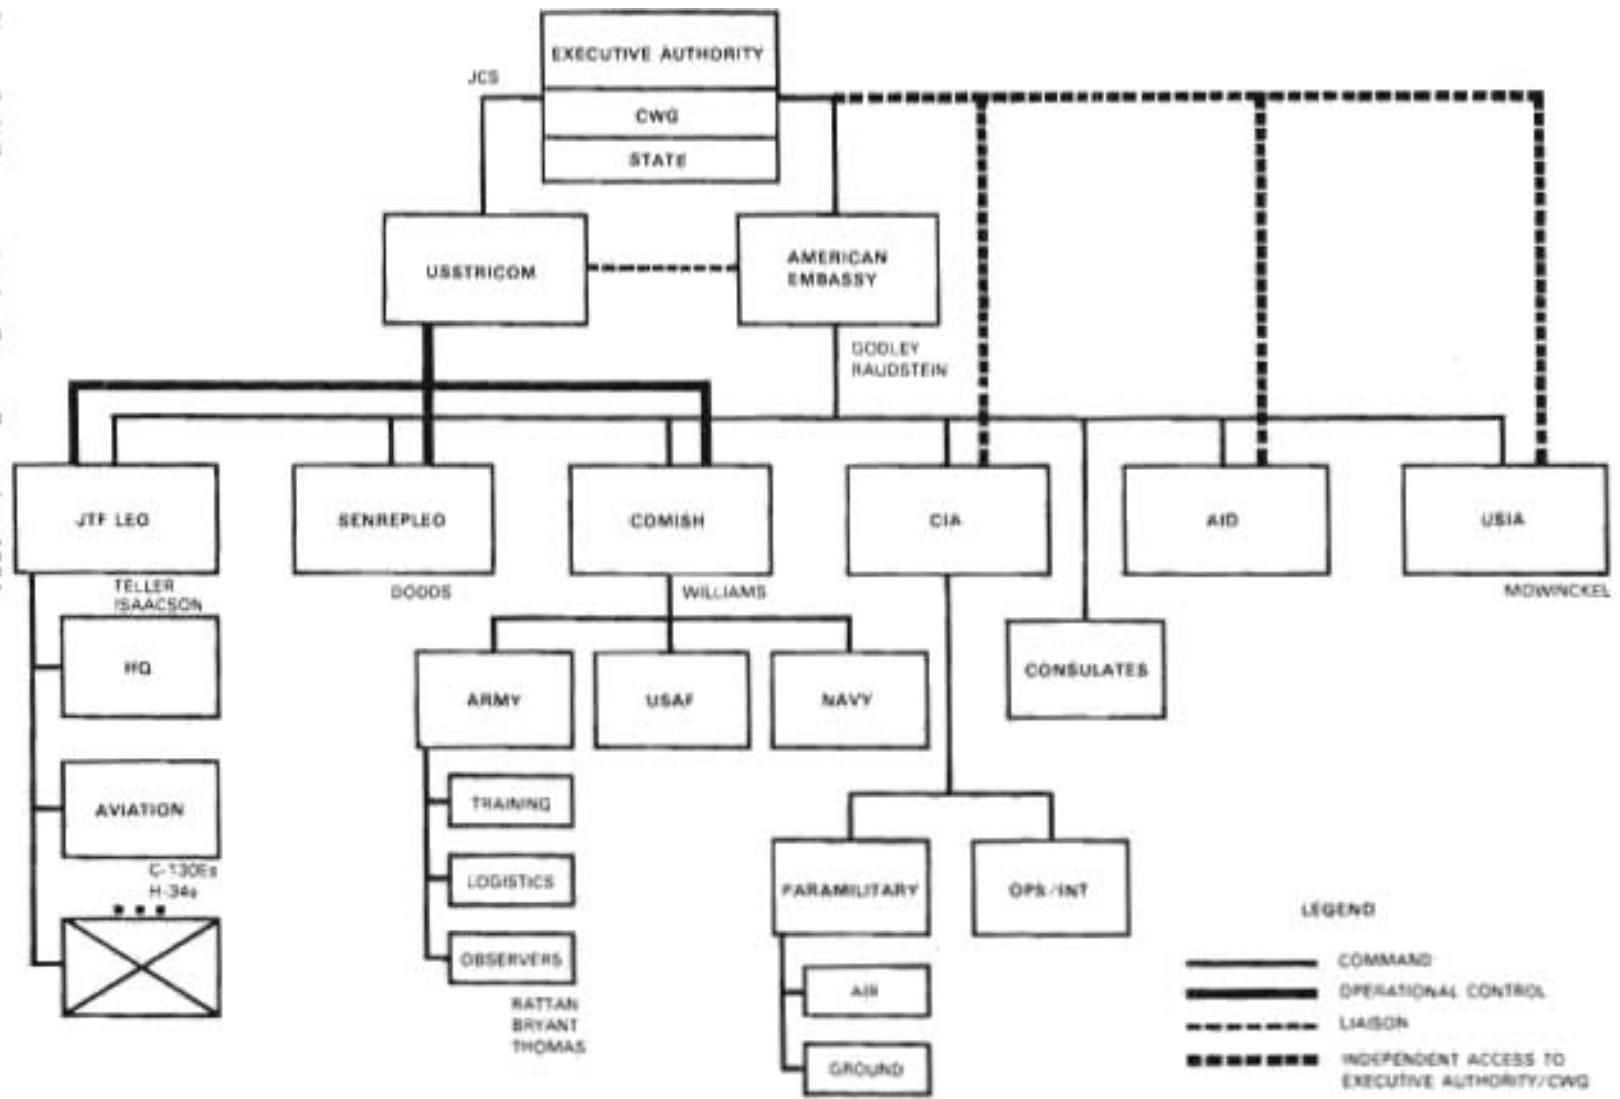 EXECUTIVE AUTHORITY
JCS
CWG
STATE
USSTRICOM
AMERICAN
EMBASSY
GODLEY
RAUDSTEIN
JTF LEO
SENREPLEO
COMISH
CIA
AID
USIA
TELLER
ISAACSON
DODDS
WILLIAMS
MOWINCKEL
HQ
ARMY
USAF
NAVY
CONSULATES
AVIATION
C-130Es
H-34s
TRAINING
LOGISTICS
OBSERVERS
RATTAN
BRYANT
THOMAS
PARAMILITARY
OPS/INT
AIR
GROUND
LEGEND
COMMAND
OPERATIONAL CONTROL
LIAISON
INDEPENDENT ACCESS TO
EXECUTIVE AUTHORITY/CWG